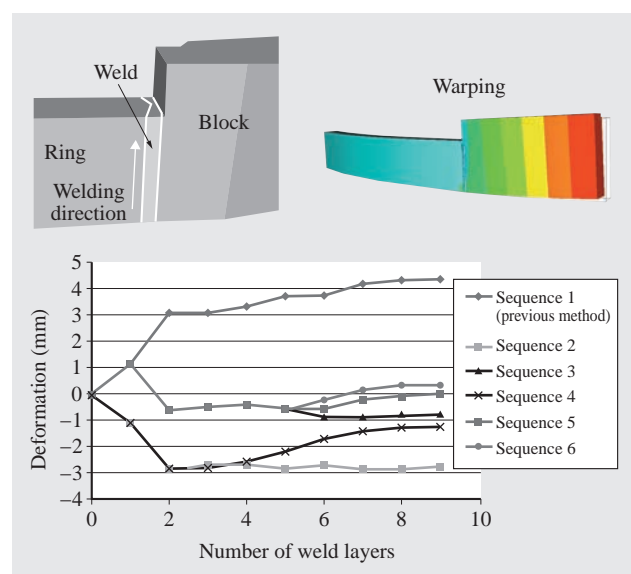 Weld
Block
Ring
Welding
direction
Warping
5
4
3
2
1
0
−1
−2
−3
−4
Deformation (mm)
0
2
4
6
8
10
Number of weld layers
Sequence 1
(previous method)
Sequence 2
Sequence 3
Sequence 4
Sequence 5
Sequence 6